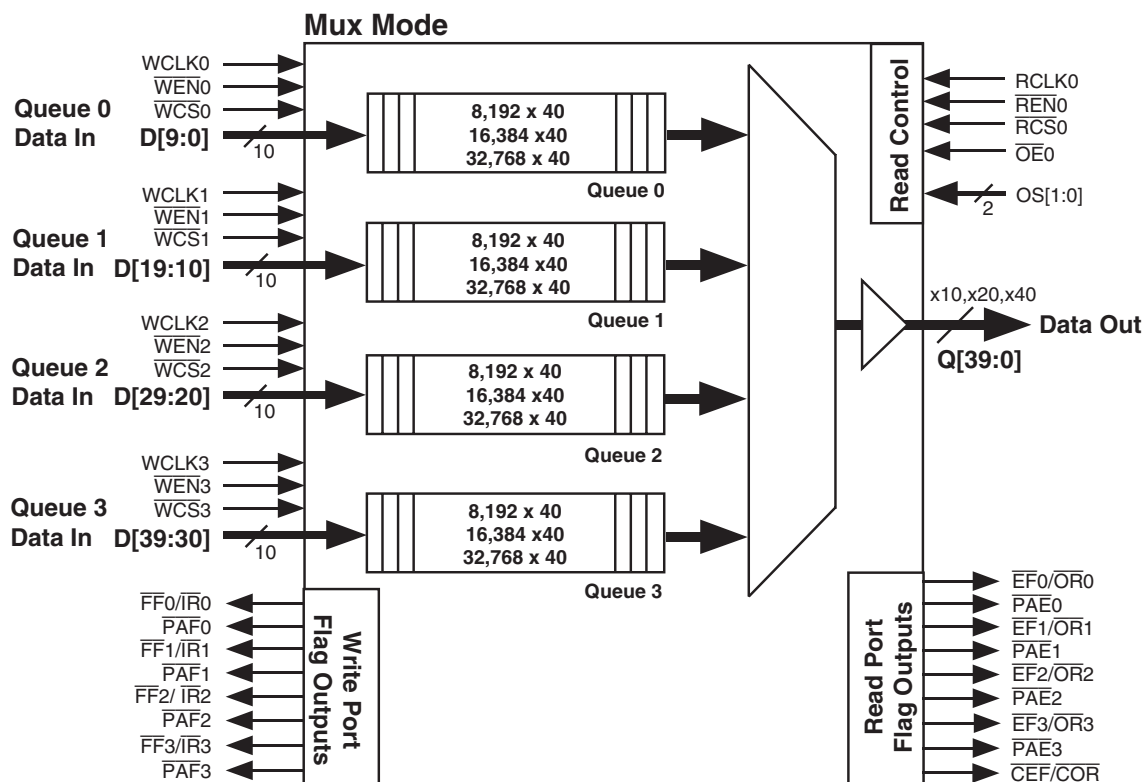 Mux Mode
WCLK0
WEN0
WCS0
Queue 0
Data In D[9:0]
10
8,192 x 40
16,384 x40
32,768 x 40
Queue 0
WCLK1
WEN1
WCS1
Queue 1
Data In D[19:10]
10
8,192 x 40
16,384 x40
32,768 x 40
Queue 1
WCLK2
WEN2
WCS2
Queue 2
Data In D[29:20]
10
8,192 x 40
16,384 x40
32,768 x 40
Queue 2
WCLK3
WEN3
WCS3
Queue 3
Data In D[39:30]
10
8,192 x 40
16,384 x40
32,768 x 40
Queue 3
Read Control
RCLK0
REN0
RCS0
OE0
OS[1:0]
2
x10,x20,x40
Data Out
Q[39:0]
FF0/IR0
PAF0
FF1/IR1
PAF1
FF2/ IR2
PAF2
FF3/IR3
PAF3
Write Port
Flag Outputs
Read Port
Flag Outputs
EF0/OR0
PAE0
EF1/OR1
PAE1
EF2/OR2
PAE2
EF3/OR3
PAE3
CEF/COR